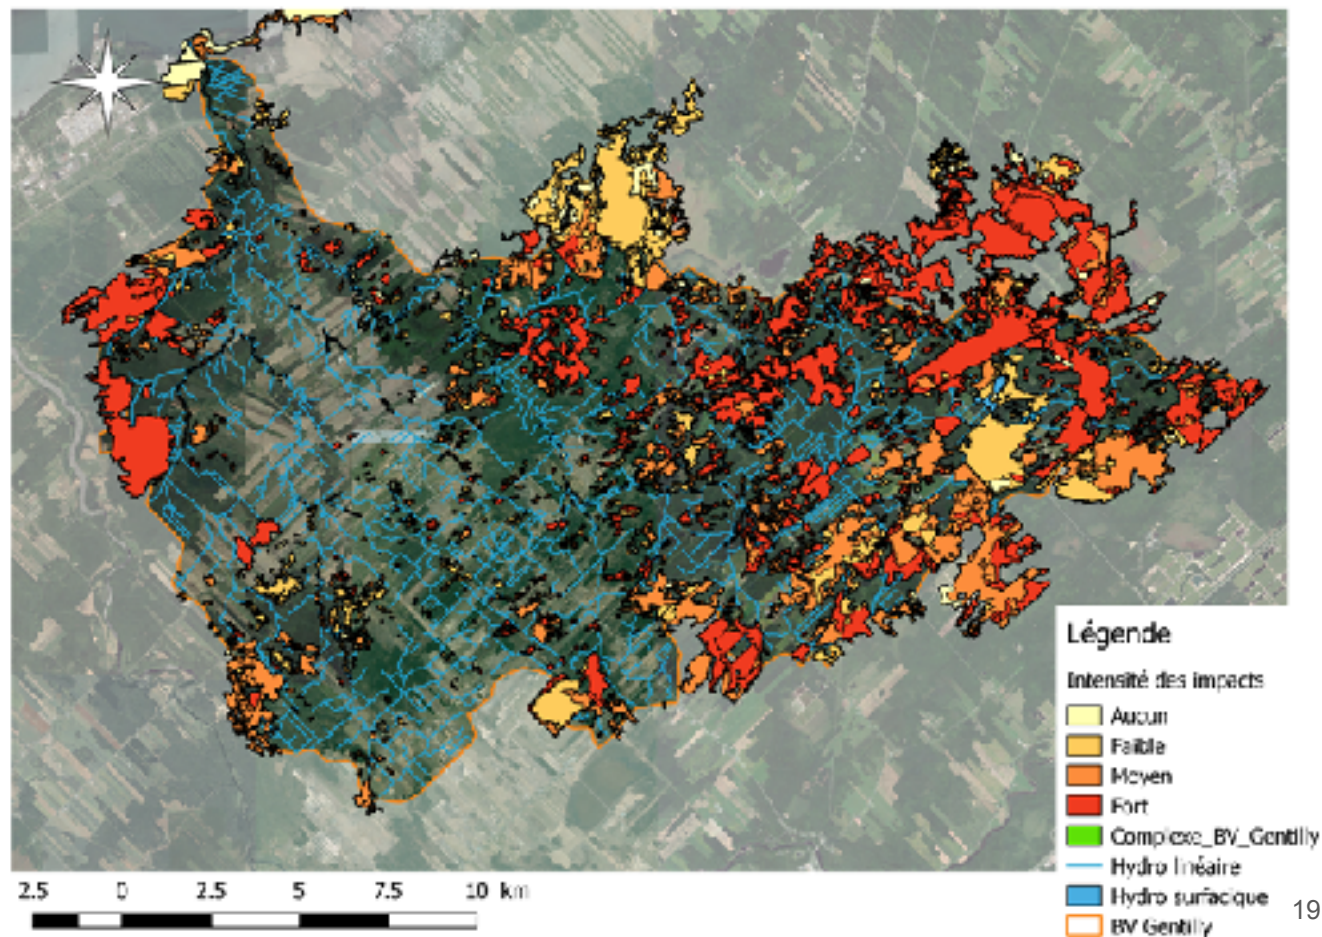 Légende
Intensité des impacts
Aucun
Faible
Moyen
Fort
Complexe_BV_Gentilly
Hydro linéaire
Hydro surfacique
BV Gentilly
2.5 0 2.5 5 7.5 10 km
19